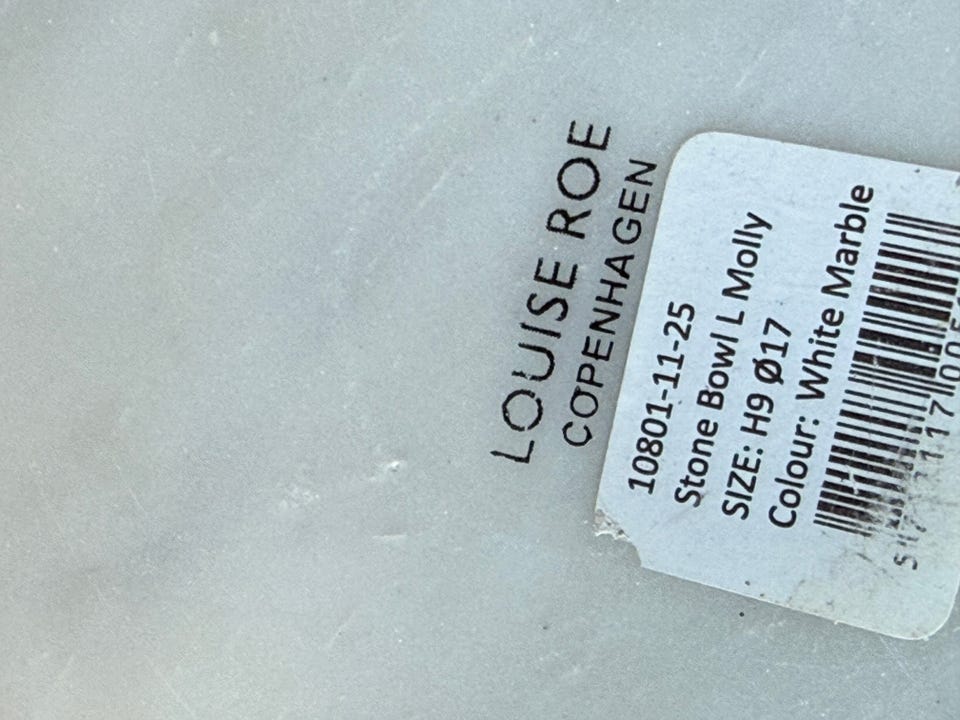 LOUISE ROE
COPENHAGEN
10801-11-25
Stone Bowl L Molly
SIZE: H9 Ø17
Colour: White Marble